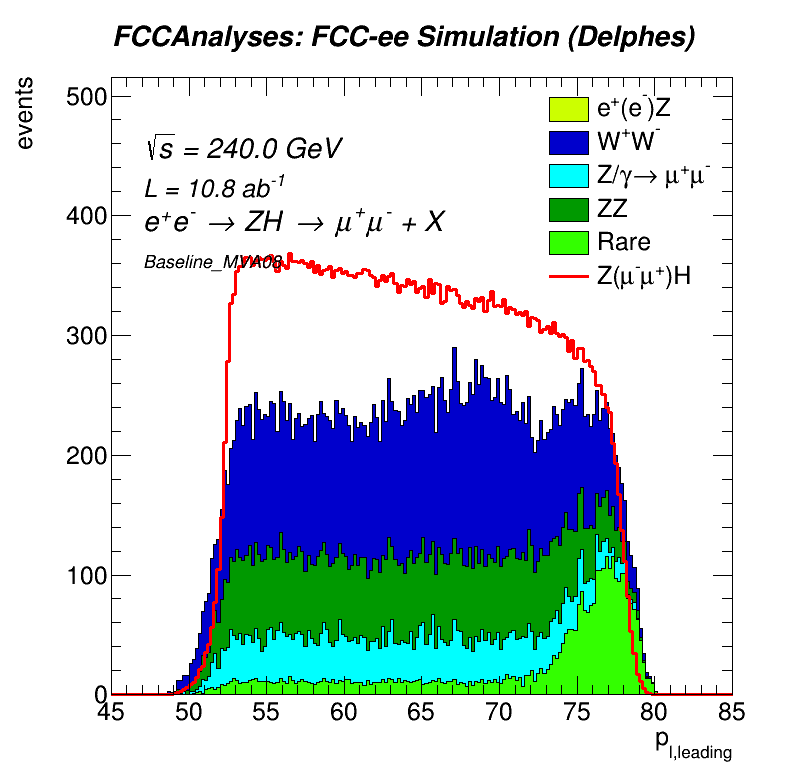 FCCAnalyses: FCC-ee Simulation (Delphes)
events
500
400
300
200
100
0
√s = 240.0 GeV
L = 10.8 ab⁻¹
e⁺e⁻ → ZH → μ⁺μ⁻ + X
e⁺(e⁻)Z
W⁺W⁻
Z/γ→ μ⁺μ⁻
ZZ
Rare
Z(μ⁻μ⁺)H
45 50 55 60 65 70 75 80 85
p_l,leading